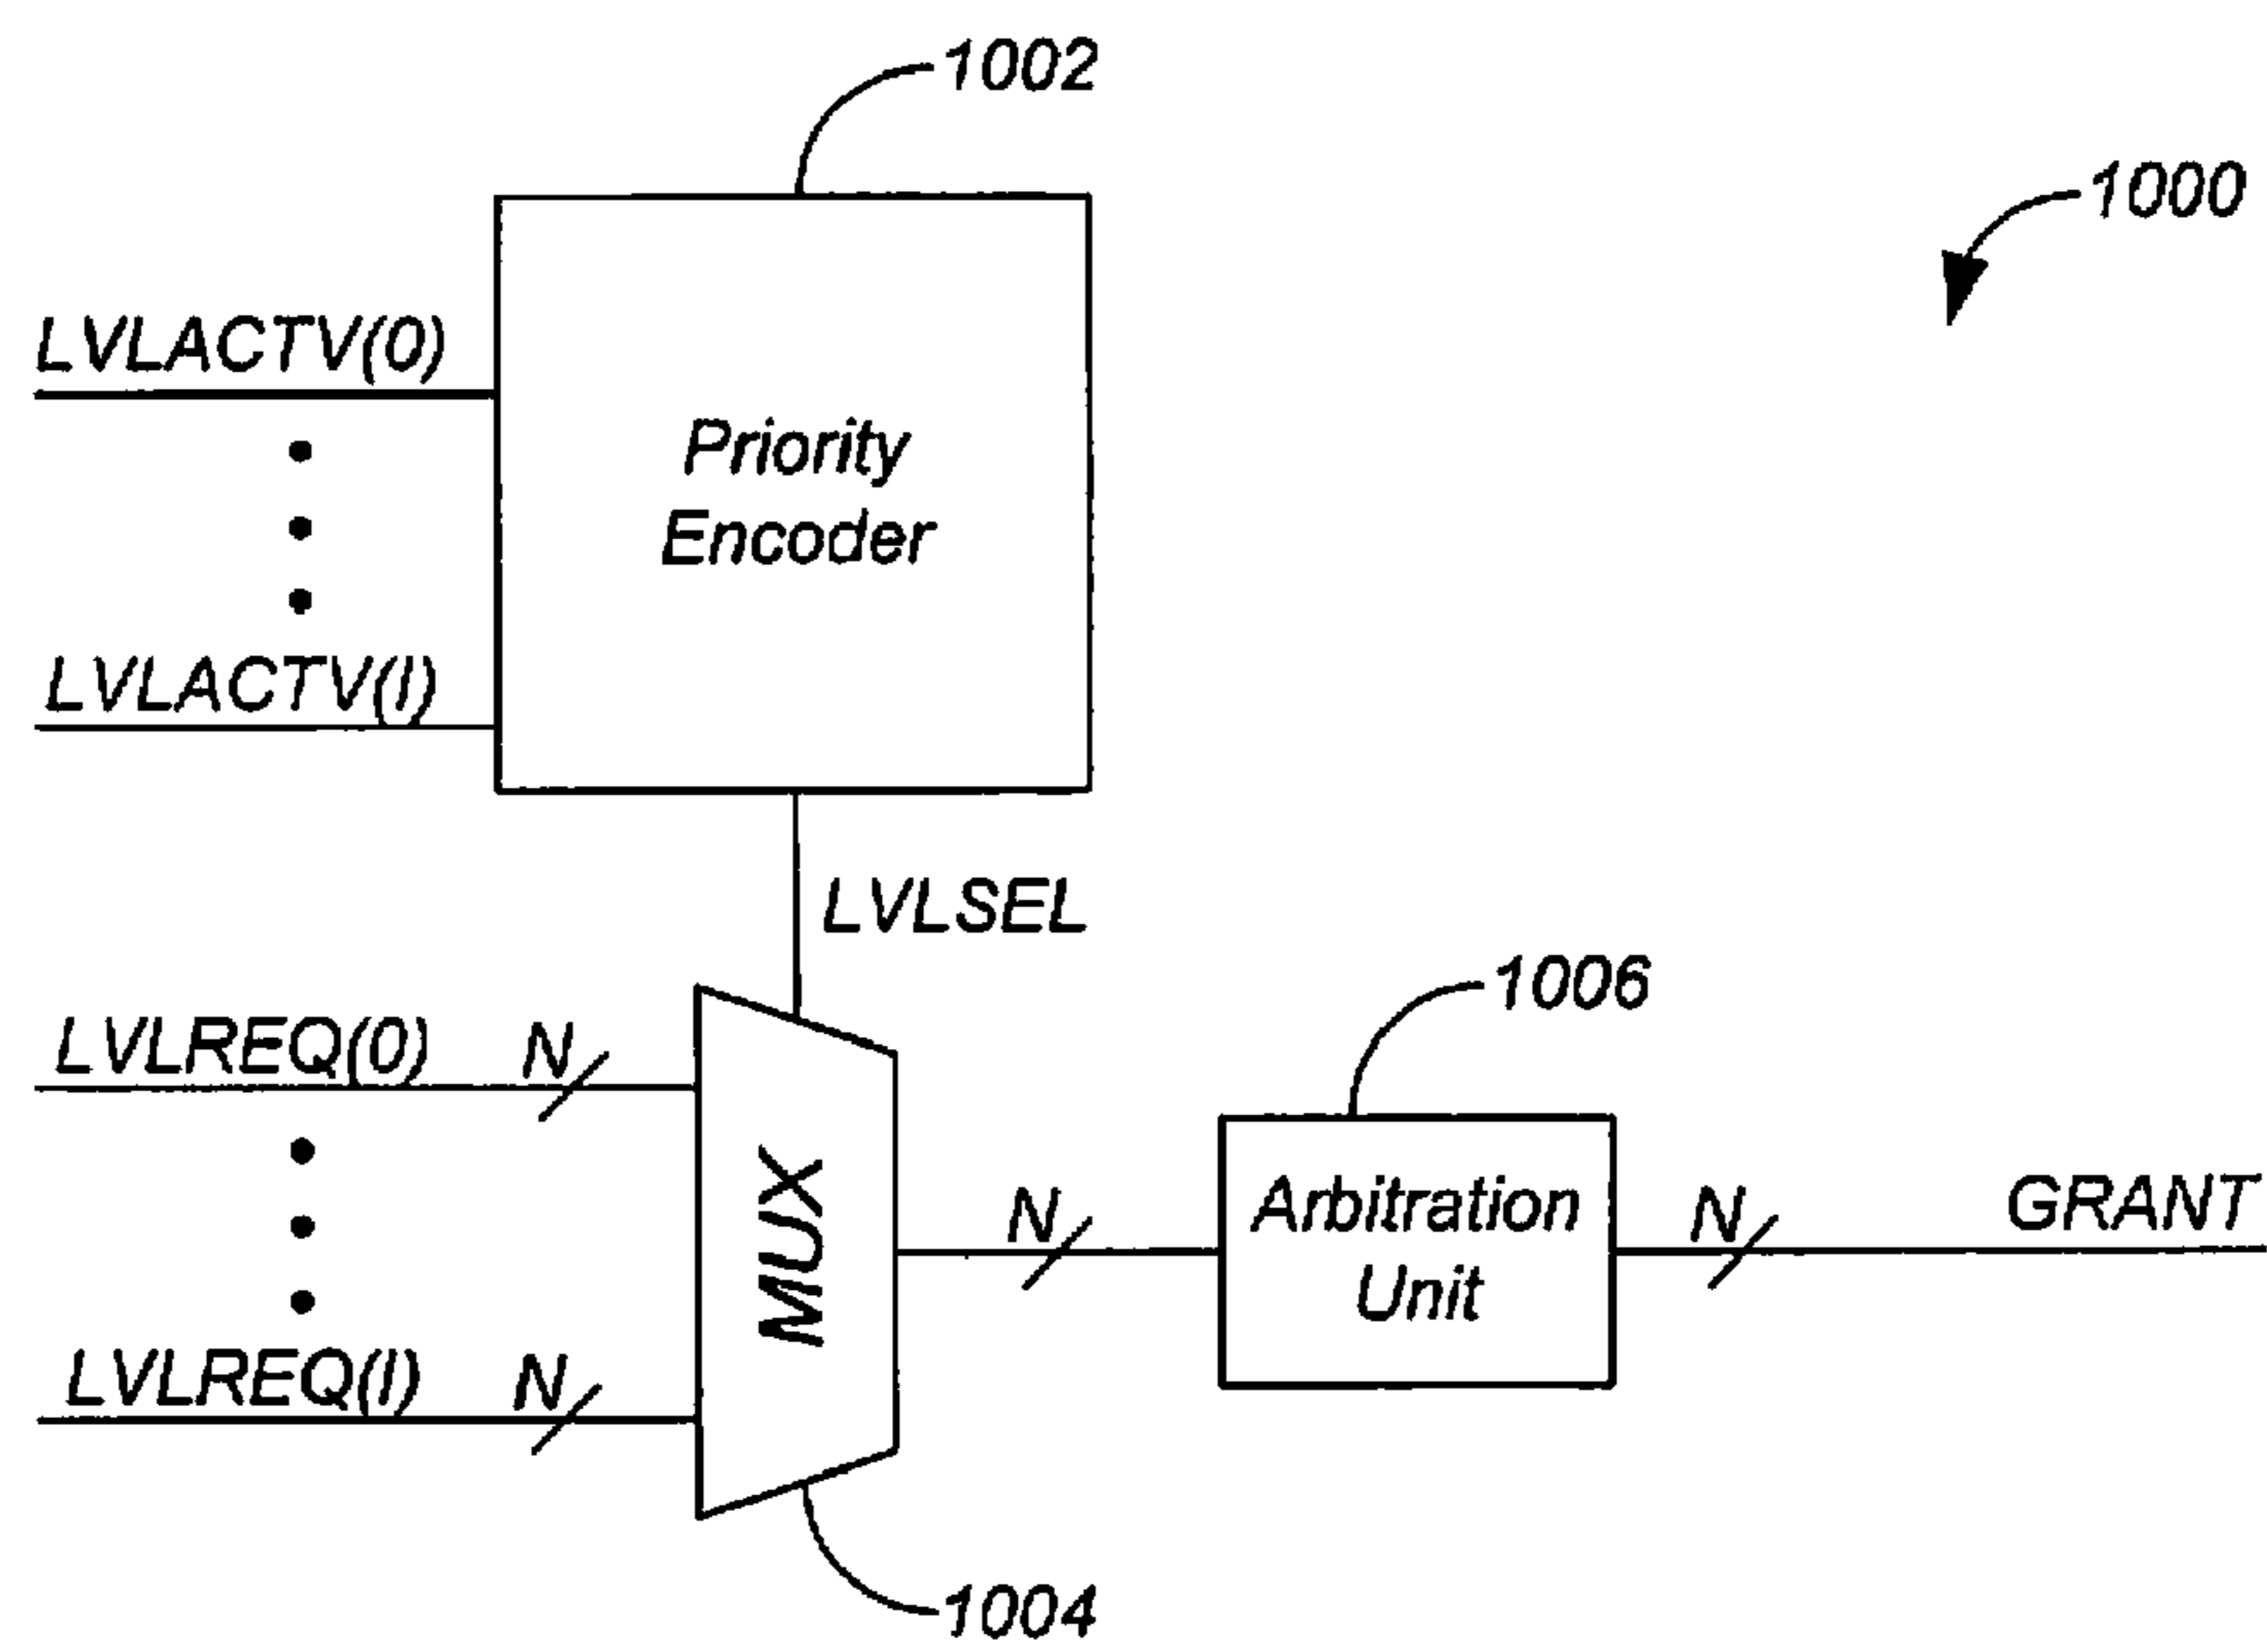 1002
1000
LVLACTV(0)
Priority
Encoder
LVLACTV(I)
LVLSEL
1006
LVLREQ(0)
N
MUX
N
Arbitration
Unit
N
GRANT
LVLREQ(I)
N
1004